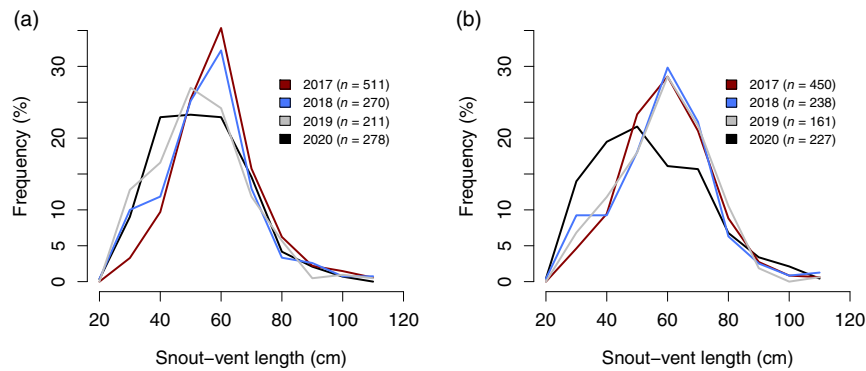 (a)
Frequency (%)
30
20
10
5
0
2017 (n = 511)
2018 (n = 270)
2019 (n = 211)
2020 (n = 278)
20 40 60 80 100 120
Snout–vent length (cm)
(b)
Frequency (%)
30
20
10
5
0
2017 (n = 450)
2018 (n = 238)
2019 (n = 161)
2020 (n = 227)
20 40 60 80 100 120
Snout–vent length (cm)